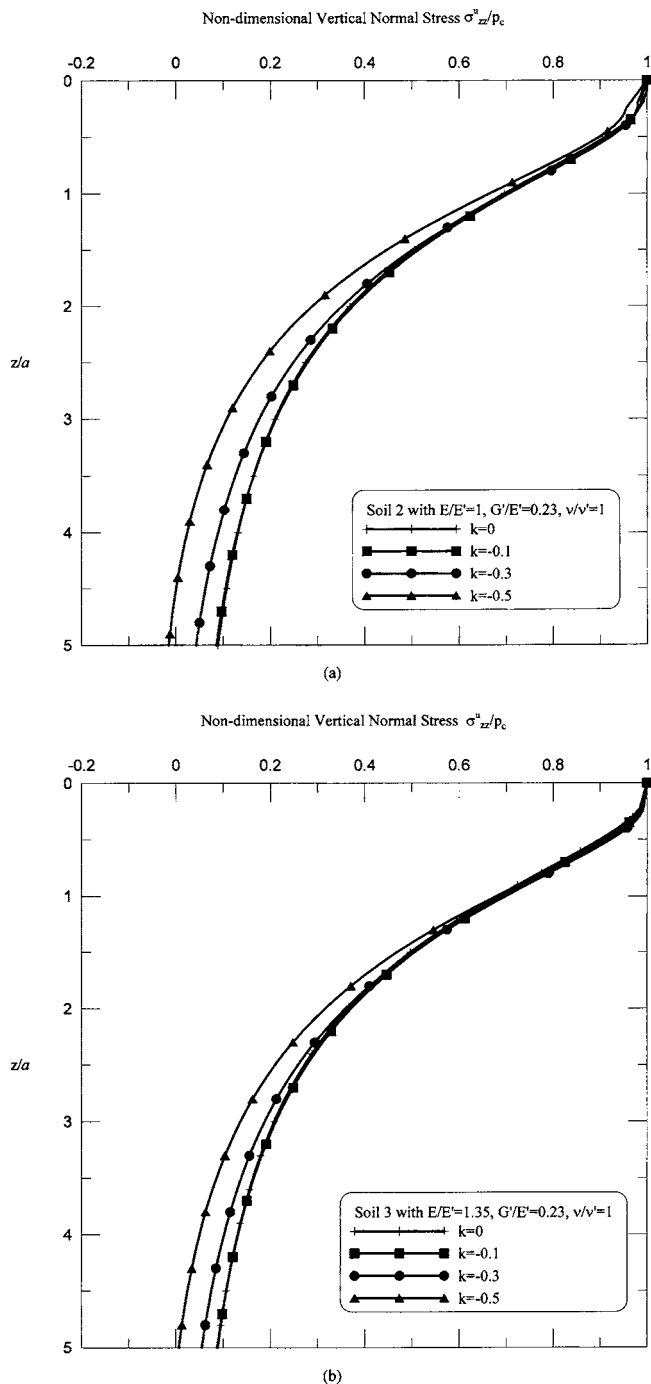 Non-dimensional Vertical Normal Stress σᵘ_zz/p_c
-0.2 0 0.2 0.4 0.6 0.8 1
0
1
2
z/a
3
4
5
Soil 2 with E/E'=1, G'/E'=0.23, ν/ν'=1
k=0
k=-0.1
k=-0.3
k=-0.5
(a)
Non-dimensional Vertical Normal Stress σᵘ_zz/p_c
-0.2 0 0.2 0.4 0.6 0.8 1
0
1
2
z/a
3
4
5
Soil 3 with E/E'=1.35, G'/E'=0.23, ν/ν'=1
k=0
k=-0.1
k=-0.3
k=-0.5
(b)